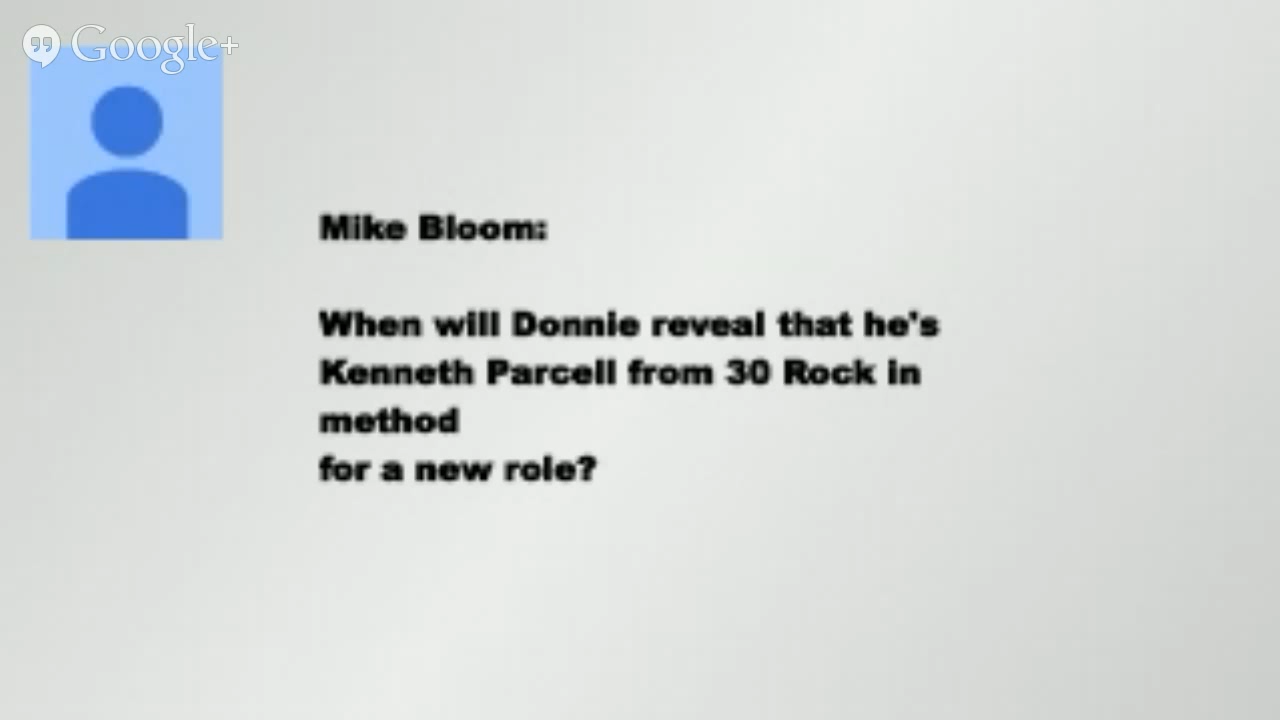 Google+
Mike Bloom:
When will Donnie reveal that he's
Kenneth Parcell from 30 Rock in
method
for a new role?